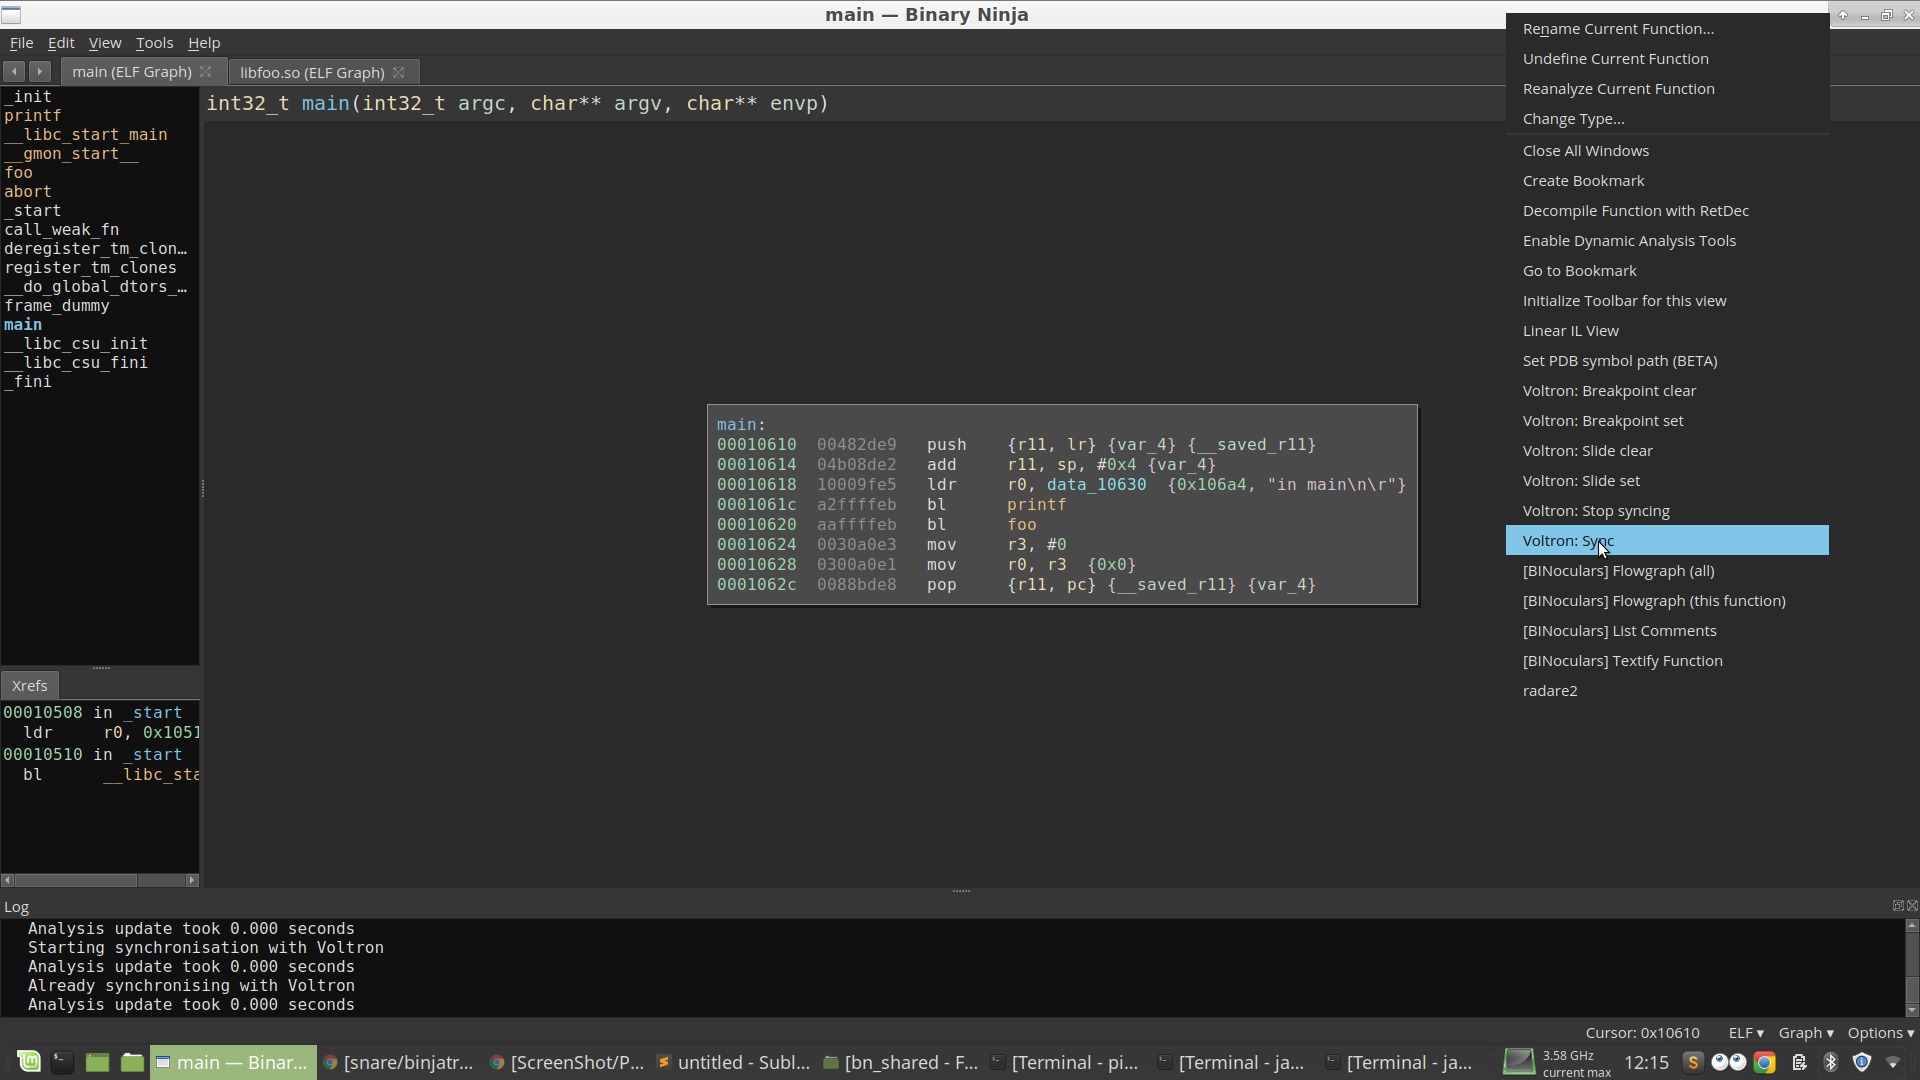 main — Binary Ninja
File Edit View Tools Help
main (ELF Graph) libfoo.so (ELF Graph)
_init
printf
__libc_start_main
__gmon_start__
foo
abort
_start
call_weak_fn
deregister_tm_clon…
register_tm_clones
__do_global_dtors_…
frame_dummy
main
__libc_csu_init
__libc_csu_fini
_fini
Xrefs
00010508 in _start
ldr r0, 0x1051
00010510 in _start
bl __libc_sta
int32_t main(int32_t argc, char** argv, char** envp)
main:
00010610 00482de9 push {r11, lr} {var_4} {__saved_r11}
00010614 04b08de2 add r11, sp, #0x4 {var_4}
00010618 10009fe5 ldr r0, data_10630 {0x106a4, "in main\n\r"}
0001061c a2ffffeb bl printf
00010620 aaffffeb bl foo
00010624 0030a0e3 mov r3, #0
00010628 0300a0e1 mov r0, r3 {0x0}
0001062c 0088bde8 pop {r11, pc} {__saved_r11} {var_4}
Rename Current Function...
Undefine Current Function
Reanalyze Current Function
Change Type...
Close All Windows
Create Bookmark
Decompile Function with RetDec
Enable Dynamic Analysis Tools
Go to Bookmark
Initialize Toolbar for this view
Linear IL View
Set PDB symbol path (BETA)
Voltron: Breakpoint clear
Voltron: Breakpoint set
Voltron: Slide clear
Voltron: Slide set
Voltron: Stop syncing
Voltron: Sync
[BINoculars] Flowgraph (all)
[BINoculars] Flowgraph (this function)
[BINoculars] List Comments
[BINoculars] Textify Function
radare2
Log
Analysis update took 0.000 seconds
Starting synchronisation with Voltron
Analysis update took 0.000 seconds
Already synchronising with Voltron
Analysis update took 0.000 seconds
Cursor: 0x10610 ELF ▾ Graph ▾ Options ▾
main — Binar... [snare/binjatr... [ScreenShot/P... untitled - Subl... [bn_shared - F... [Terminal - pi... [Terminal - ja... [Terminal - ja...
3.58 GHz
current max
12:15